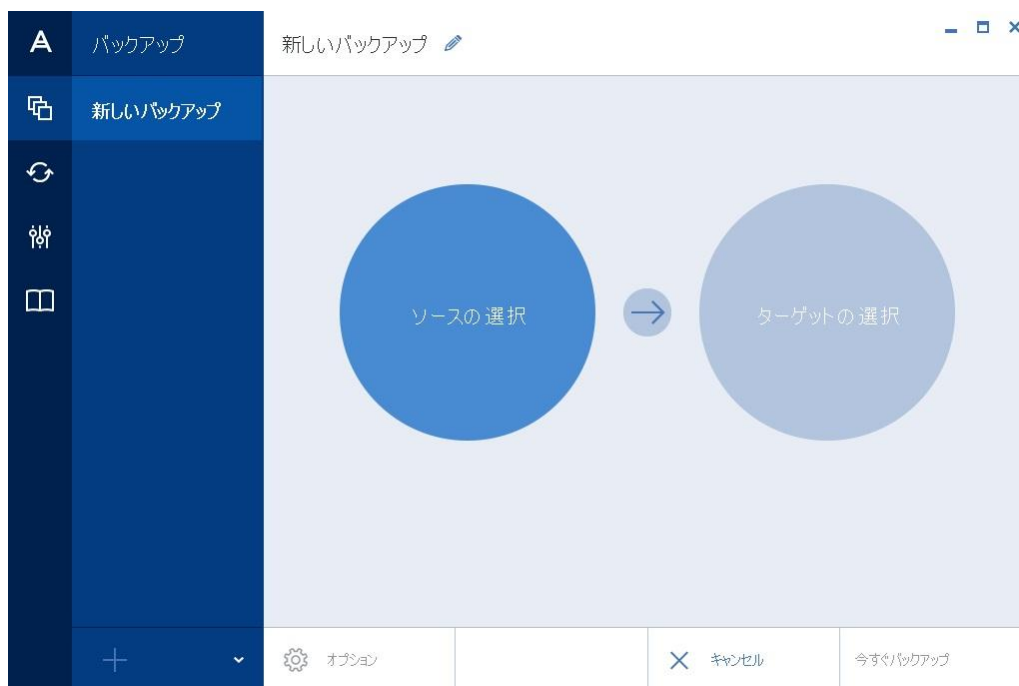 バックアップ
新しいバックアップ
新しいバックアップ
ソースの選択
ターゲットの選択
オプション
キャンセル
今すぐバックアップ